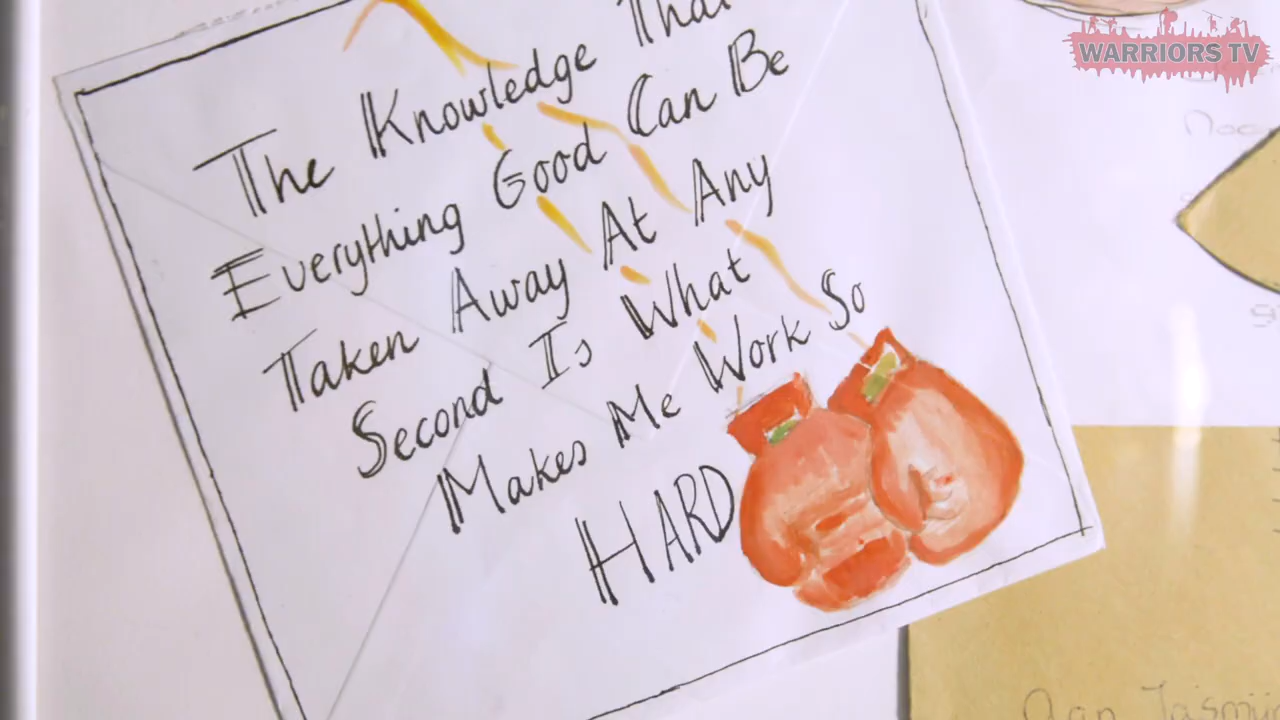 The Knowledge That
Everything Good Can Be
Taken Away At Any
Second Is What
Makes Me Work So
HARD
WARRIORS TV